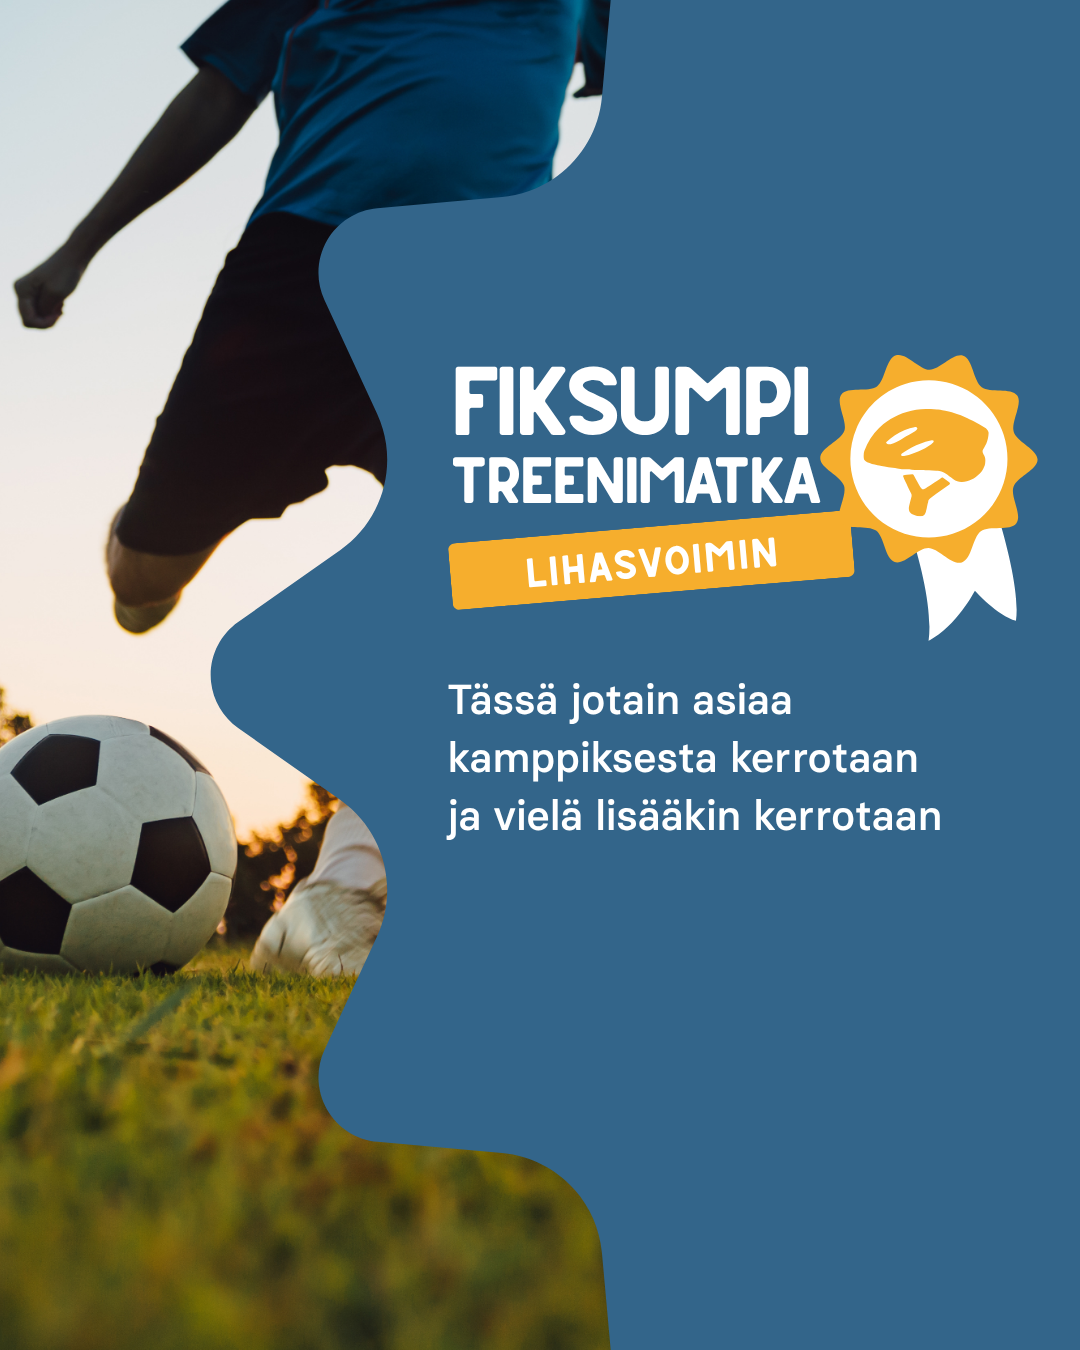 FIKSUMPI
TREENIMATKA
LIHASVOIMIN
Tässä jotain asiaa
kamppiksesta kerrotaan
ja vielä lisääkin kerrotaan